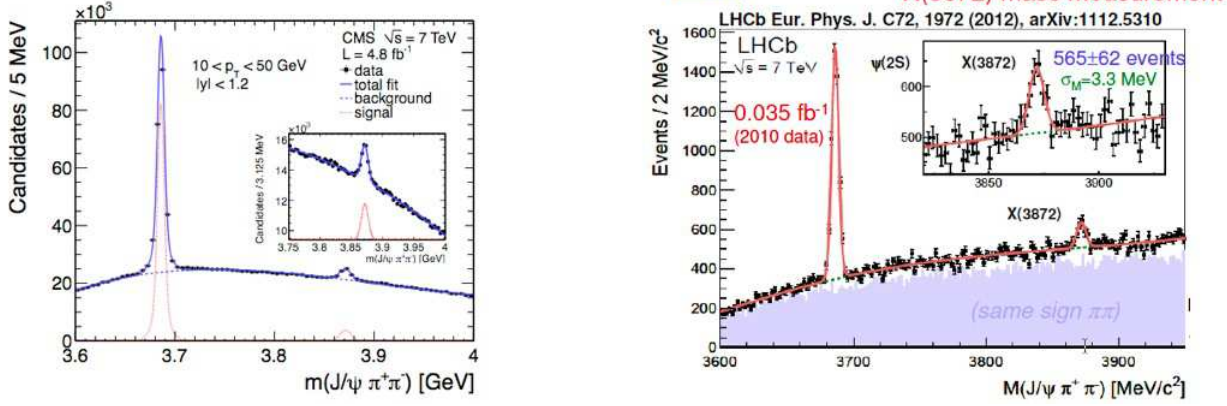 ×10³
CMS √s = 7 TeV
L = 4.8 fb⁻¹
10 < pT < 50 GeV
|y| < 1.2
data
total fit
background
signal
Candidates / 5 MeV
100
80
60
40
20
0
3.6 3.7 3.8 3.9 4
m(J/ψ π⁺π⁻) [GeV]
×10³
Candidates / 3.125 MeV
16
14
12
10
3.75 3.8 3.85 3.9 3.95 4
m(J/ψ π⁺π⁻) [GeV]
LHCb Eur. Phys. J. C72, 1972 (2012), arXiv:1112.5310
Events / 2 MeV/c²
1600
1400
1200
1000
800
600
400
200
0
LHCb
√s = 7 TeV
0.035 fb⁻¹
(2010 data)
ψ(2S)
X(3872)
565±62 events
σM=3.3 MeV
600
500
3850 3900
X(3872)
(same sign ππ)
3600 3700 3800 3900
M(J/ψ π⁺ π⁻) [MeV/c²]